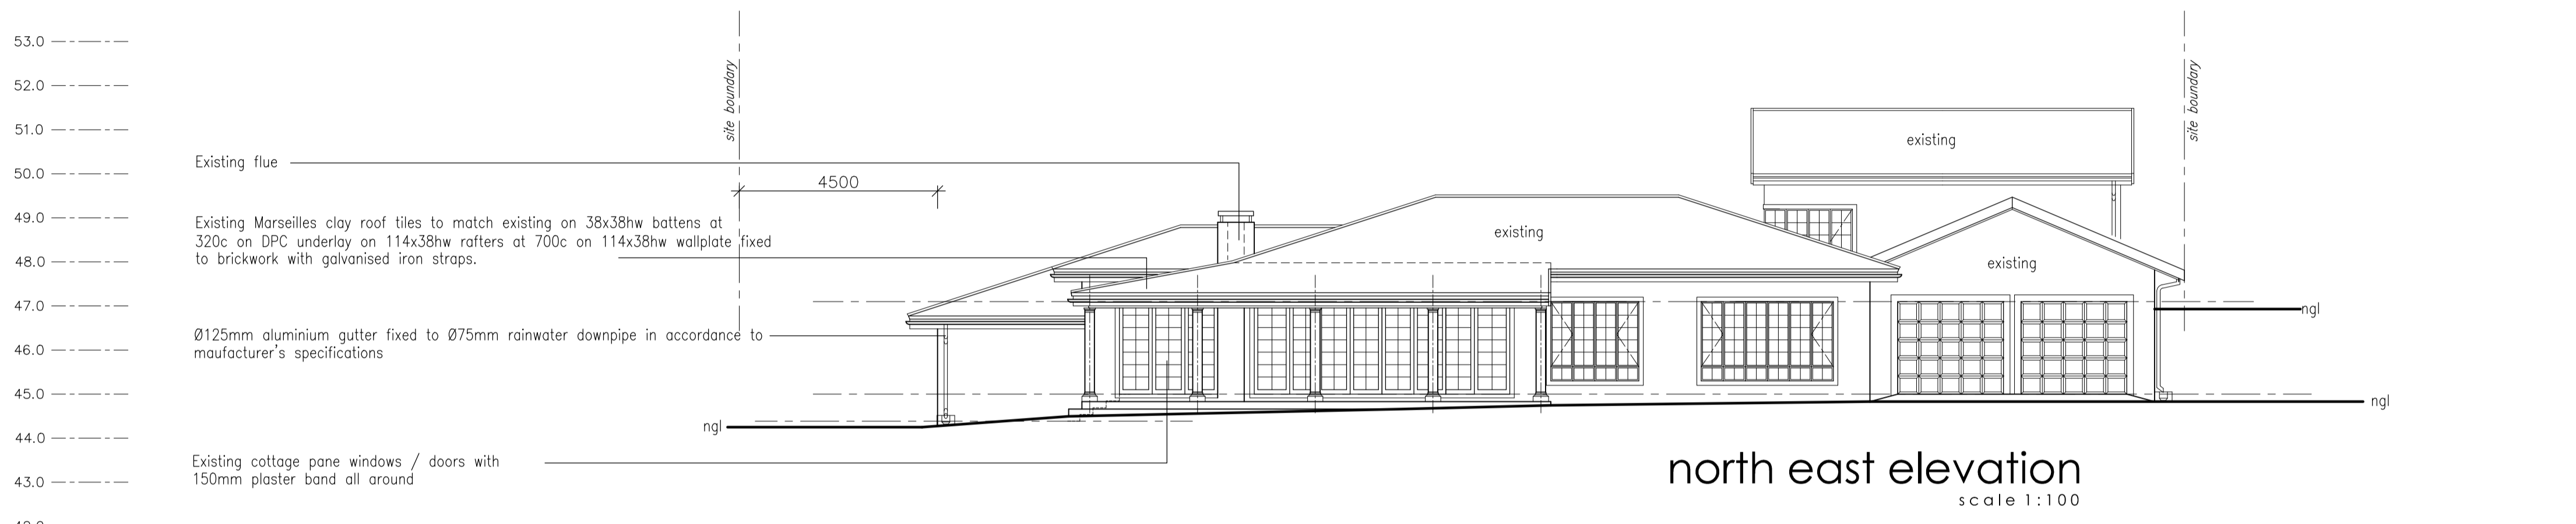 53.0
52.0
51.0
50.0
49.0
48.0
47.0
46.0
45.0
44.0
43.0
site boundary
site boundary
existing
Existing flue
4500
Existing Marseilles clay roof tiles to match existing on 38x38hw battens at
320c on DPC underlay on 114x38hw rafters at 700c on 114x38hw wallplate fixed
to brickwork with galvanised iron straps.
existing
existing
ngl
Ø125mm aluminium gutter fixed to Ø75mm rainwater downpipe in accordance to
maufacturer's specifications
ngl
ngl
Existing cottage pane windows / doors with
150mm plaster band all around
north east elevation
scale 1:100